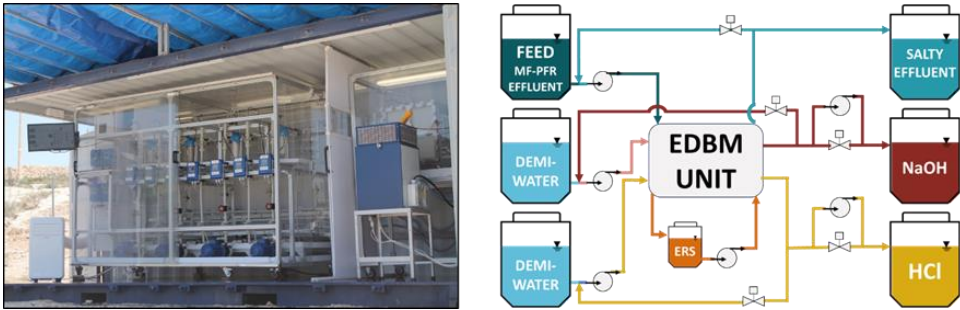 FEED
MF-PFR
EFFLUENT
SALTY
EFFLUENT
DEMI-
WATER
EDBM
UNIT
NaOH
ERS
DEMI-
WATER
HCl